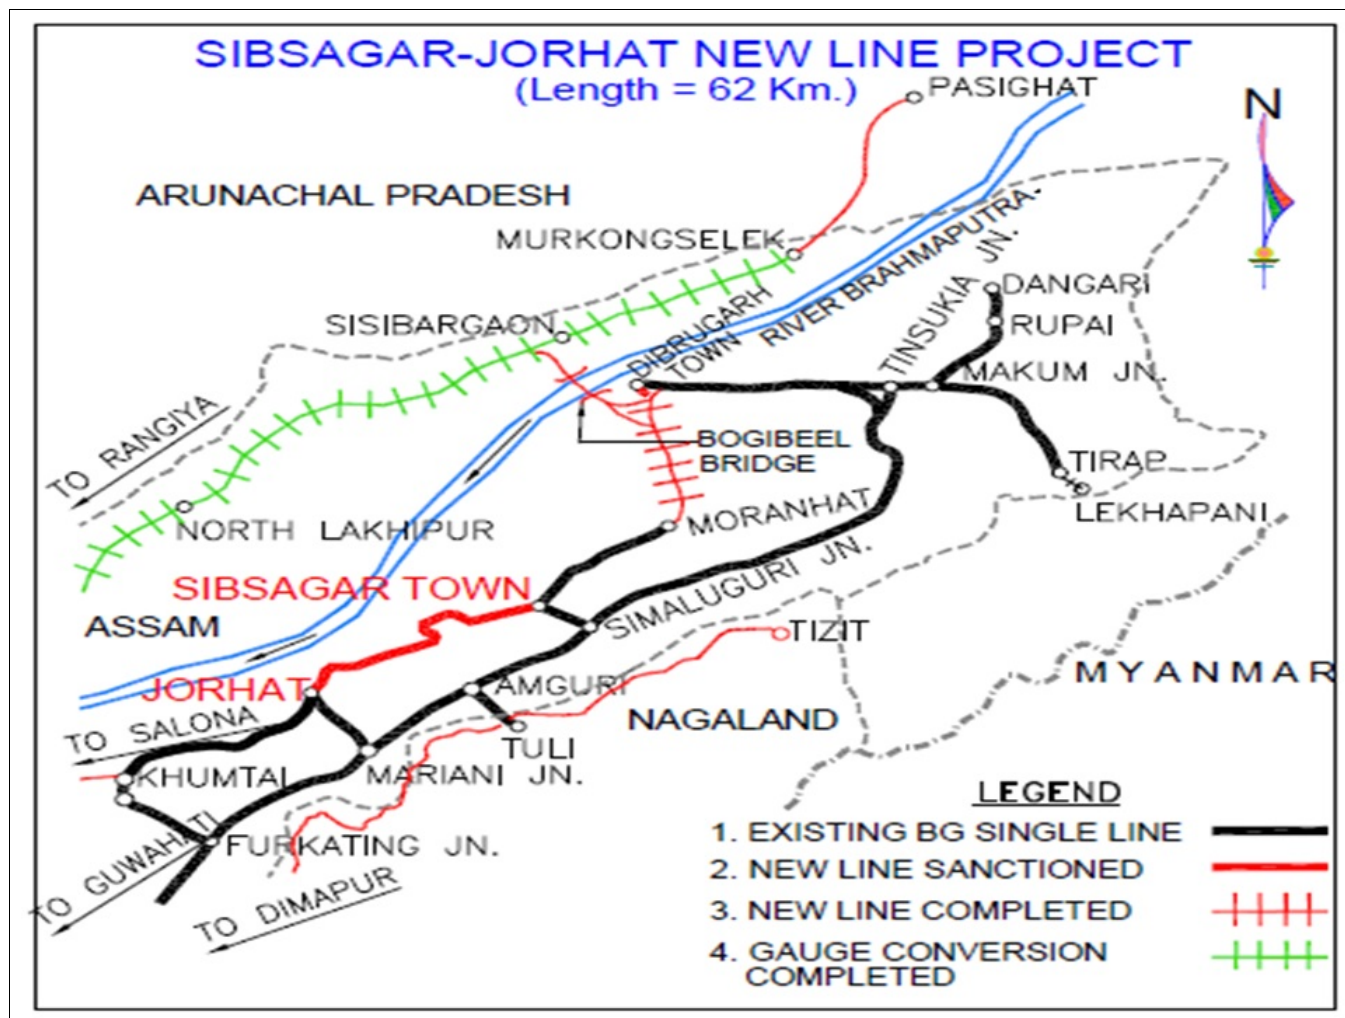 SIBSAGAR-JORHAT NEW LINE PROJECT
(Length = 62 Km.)
PASIGHAT
N
ARUNACHAL PRADESH
MURKONGSELEK
RIVER BRAHMAPUTRA
TINSUKIA JN.
DANGARI
SISIBARGAON
DIBRUGARH
TOWN
RUPAI
MAKUM JN.
TO RANGIYA
BOGIBEEL
BRIDGE
TIRAP
LEKHAPANI
NORTH LAKHIPUR
MORANHAT
SIBSAGAR TOWN
SIMALUGURI JN.
ASSAM
TIZIT
MYANMAR
JORHAT
AMGURI
NAGALAND
TO SALONA
TULI
KHUMTAI
MARIANI JN.
FURKATING JN.
TO GUWAHATI
TO DIMAPUR
LEGEND
1. EXISTING BG SINGLE LINE
2. NEW LINE SANCTIONED
3. NEW LINE COMPLETED
4. GAUGE CONVERSION
COMPLETED